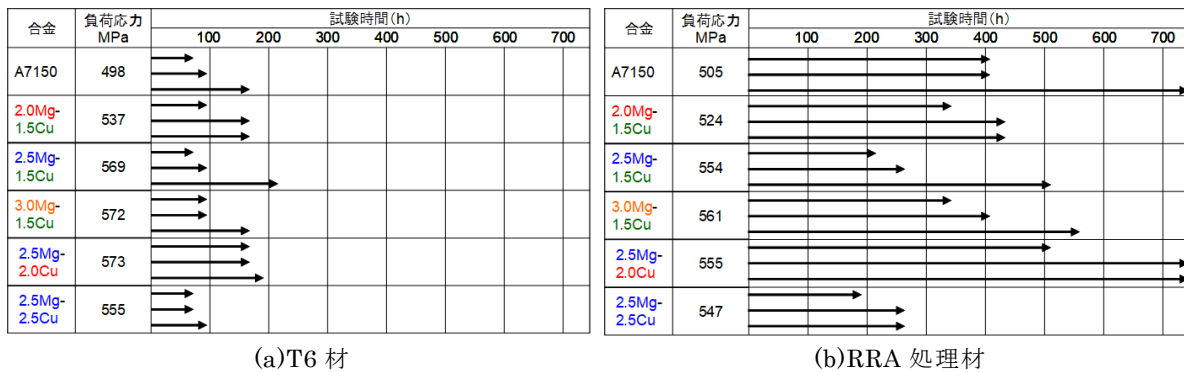 合金 負荷応力 MPa 試験時間(h)
100 200 300 400 500 600 700
A7150 498
2.0Mg-
1.5Cu 537
2.5Mg-
1.5Cu 569
3.0Mg-
1.5Cu 572
2.5Mg-
2.0Cu 573
2.5Mg-
2.5Cu 555
(a)T6 材
合金 負荷応力 MPa 試験時間(h)
100 200 300 400 500 600 700
A7150 505
2.0Mg-
1.5Cu 524
2.5Mg-
1.5Cu 554
3.0Mg-
1.5Cu 561
2.5Mg-
2.0Cu 555
2.5Mg-
2.5Cu 547
(b)RRA 処理材